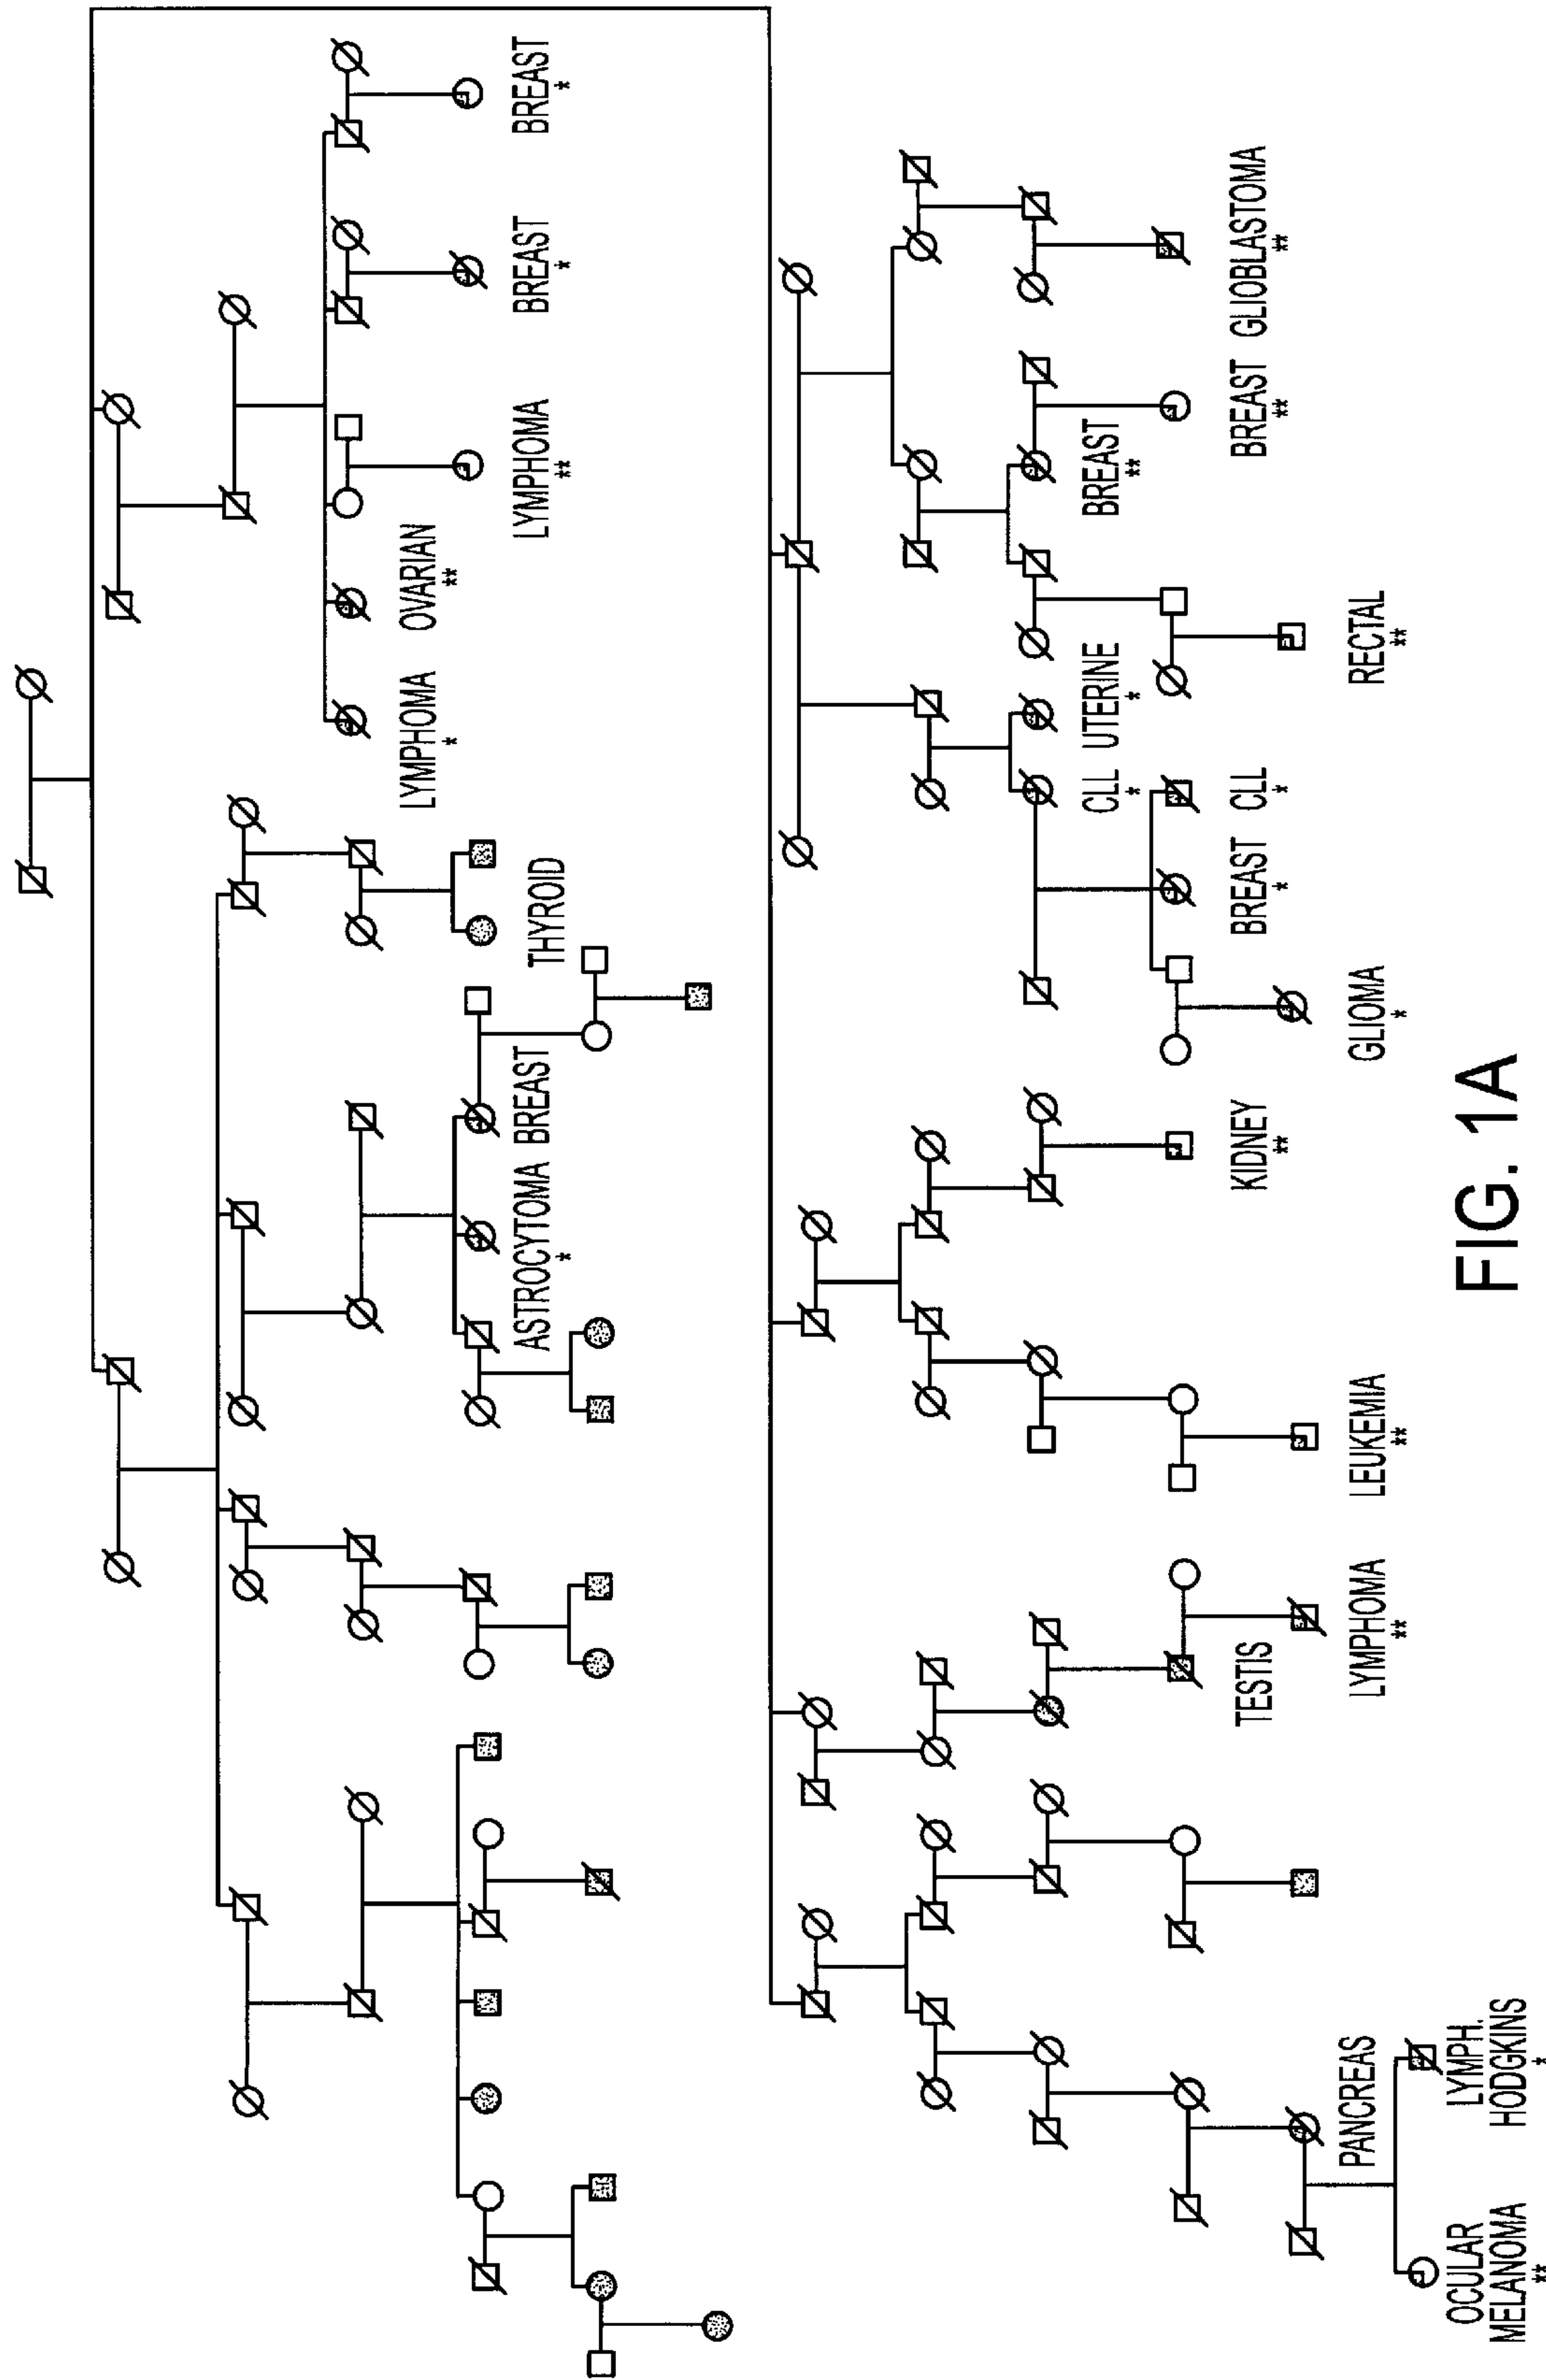 BREAST
*
BREAST
*
LYMPHOMA
**
OVARIAN
**
LYMPHOMA
*
THYROID
BREAST
ASTROCYTOMA
*
GLIOBLASTOMA
**
BREAST
**
BREAST
**
RECTAL
**
UTERINE
*
CLL
*
CLL
*
BREAST
*
GLIOMA
*
KIDNEY
**
LEUKEMIA
**
TESTIS
LYMPHOMA
**
PANCREAS
LYMPH.
HODGKINS
*
OCULAR
MELANOMA
**
FIG. 1A